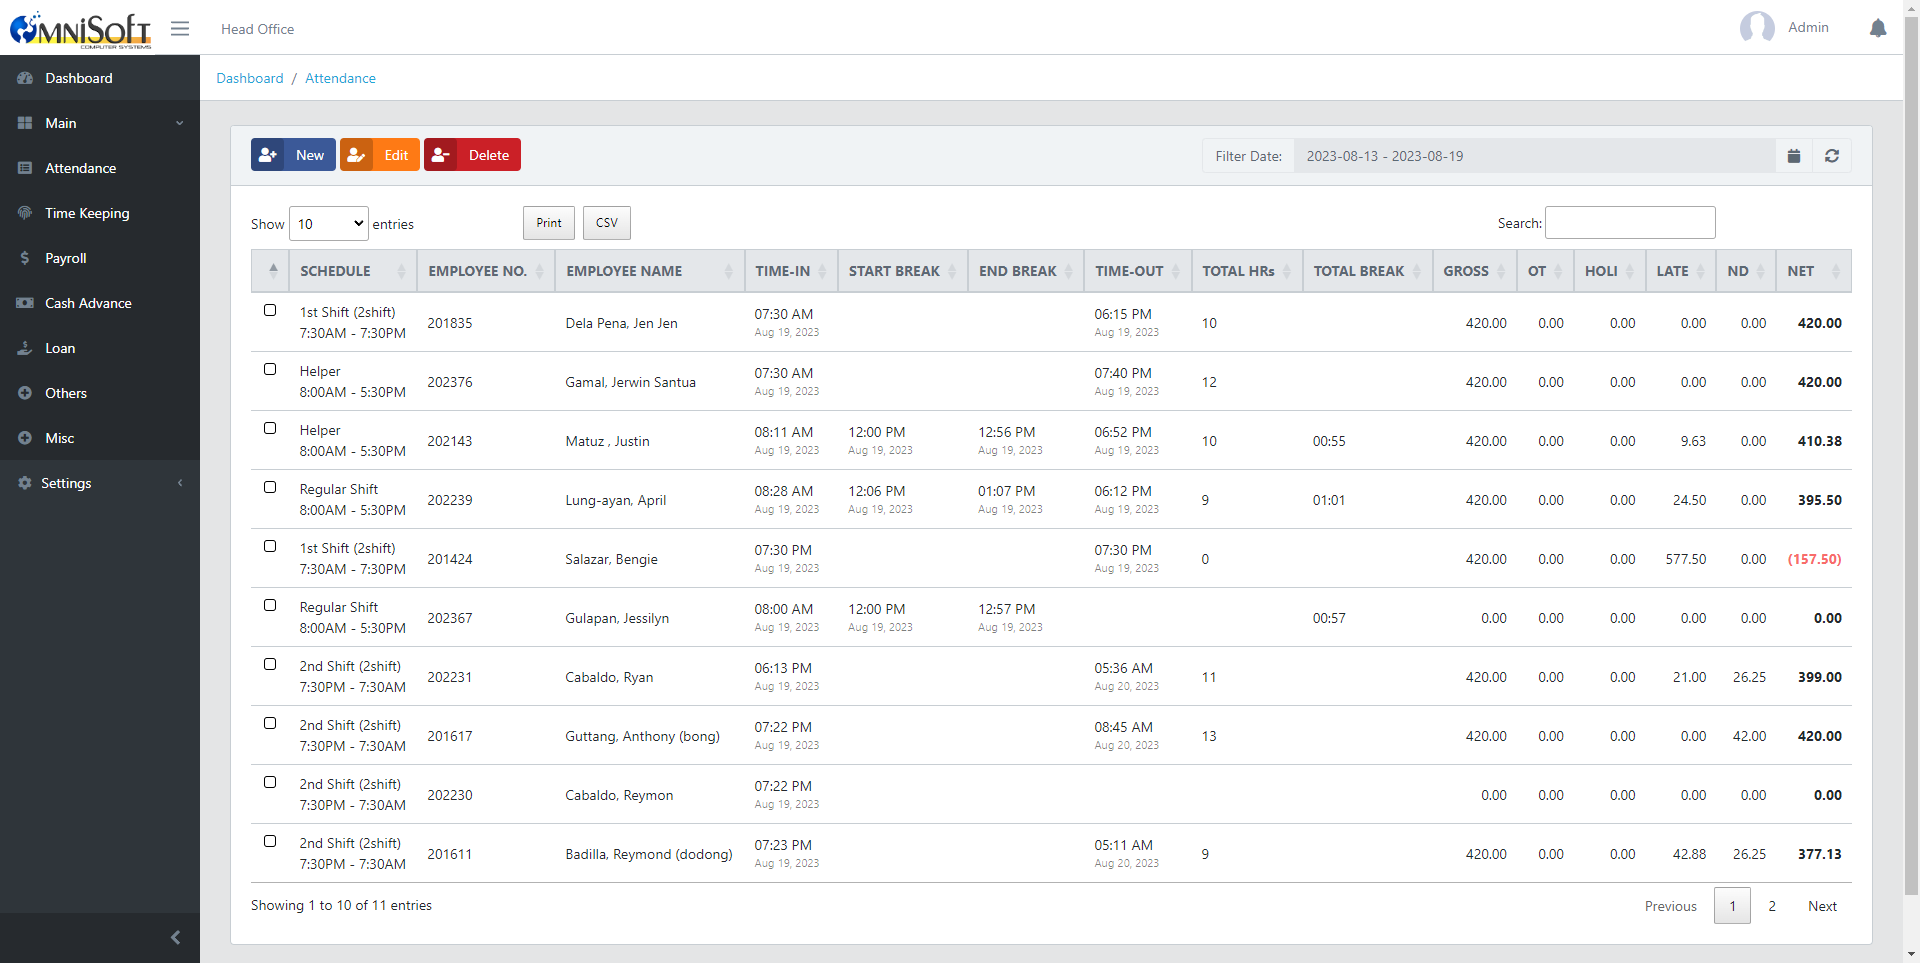 OMNISOFT
COMPUTER SYSTEMS
Head Office
Admin
Dashboard
Main
Attendance
Time Keeping
Payroll
Cash Advance
Loan
Others
Misc
Settings
Dashboard / Attendance
New Edit Delete
Filter Date: 2023-08-13 - 2023-08-19
Show 10 entries Print CSV Search:
SCHEDULE EMPLOYEE NO. EMPLOYEE NAME TIME-IN START BREAK END BREAK TIME-OUT TOTAL HRs TOTAL BREAK GROSS OT HOLI LATE ND NET
1st Shift (2shift) 07:30 AM 06:15 PM
7:30AM - 7:30PM 201835 Dela Pena, Jen Jen Aug 19, 2023 Aug 19, 2023 10 420.00 0.00 0.00 0.00 0.00 420.00
Helper 07:30 AM 07:40 PM
8:00AM - 5:30PM 202376 Gamal, Jerwin Santua Aug 19, 2023 Aug 19, 2023 12 420.00 0.00 0.00 0.00 0.00 420.00
Helper 08:11 AM 12:00 PM 12:56 PM 06:52 PM
8:00AM - 5:30PM 202143 Matuz , Justin Aug 19, 2023 Aug 19, 2023 Aug 19, 2023 Aug 19, 2023 10 00:55 420.00 0.00 0.00 9.63 0.00 410.38
Regular Shift 08:28 AM 12:06 PM 01:07 PM 06:12 PM
8:00AM - 5:30PM 202239 Lung-ayan, April Aug 19, 2023 Aug 19, 2023 Aug 19, 2023 Aug 19, 2023 9 01:01 420.00 0.00 0.00 24.50 0.00 395.50
1st Shift (2shift) 07:30 PM 07:30 PM
7:30AM - 7:30PM 201424 Salazar, Bengie Aug 19, 2023 Aug 19, 2023 0 420.00 0.00 0.00 577.50 0.00 (157.50)
Regular Shift 08:00 AM 12:00 PM 12:57 PM
8:00AM - 5:30PM 202367 Gulapan, Jessilyn Aug 19, 2023 Aug 19, 2023 Aug 19, 2023 00:57 0.00 0.00 0.00 0.00 0.00 0.00
2nd Shift (2shift) 06:13 PM 05:36 AM
7:30PM - 7:30AM 202231 Cabaldo, Ryan Aug 19, 2023 Aug 20, 2023 11 420.00 0.00 0.00 21.00 26.25 399.00
2nd Shift (2shift) 07:22 PM 08:45 AM
7:30PM - 7:30AM 201617 Guttang, Anthony (bong) Aug 19, 2023 Aug 20, 2023 13 420.00 0.00 0.00 0.00 42.00 420.00
2nd Shift (2shift) 07:22 PM
7:30PM - 7:30AM 202230 Cabaldo, Reymon Aug 19, 2023 0.00 0.00 0.00 0.00 0.00 0.00
2nd Shift (2shift) 07:23 PM 05:11 AM
7:30PM - 7:30AM 201611 Badilla, Reymond (dodong) Aug 19, 2023 Aug 20, 2023 9 420.00 0.00 0.00 42.88 26.25 377.13
Showing 1 to 10 of 11 entries Previous 1 2 Next